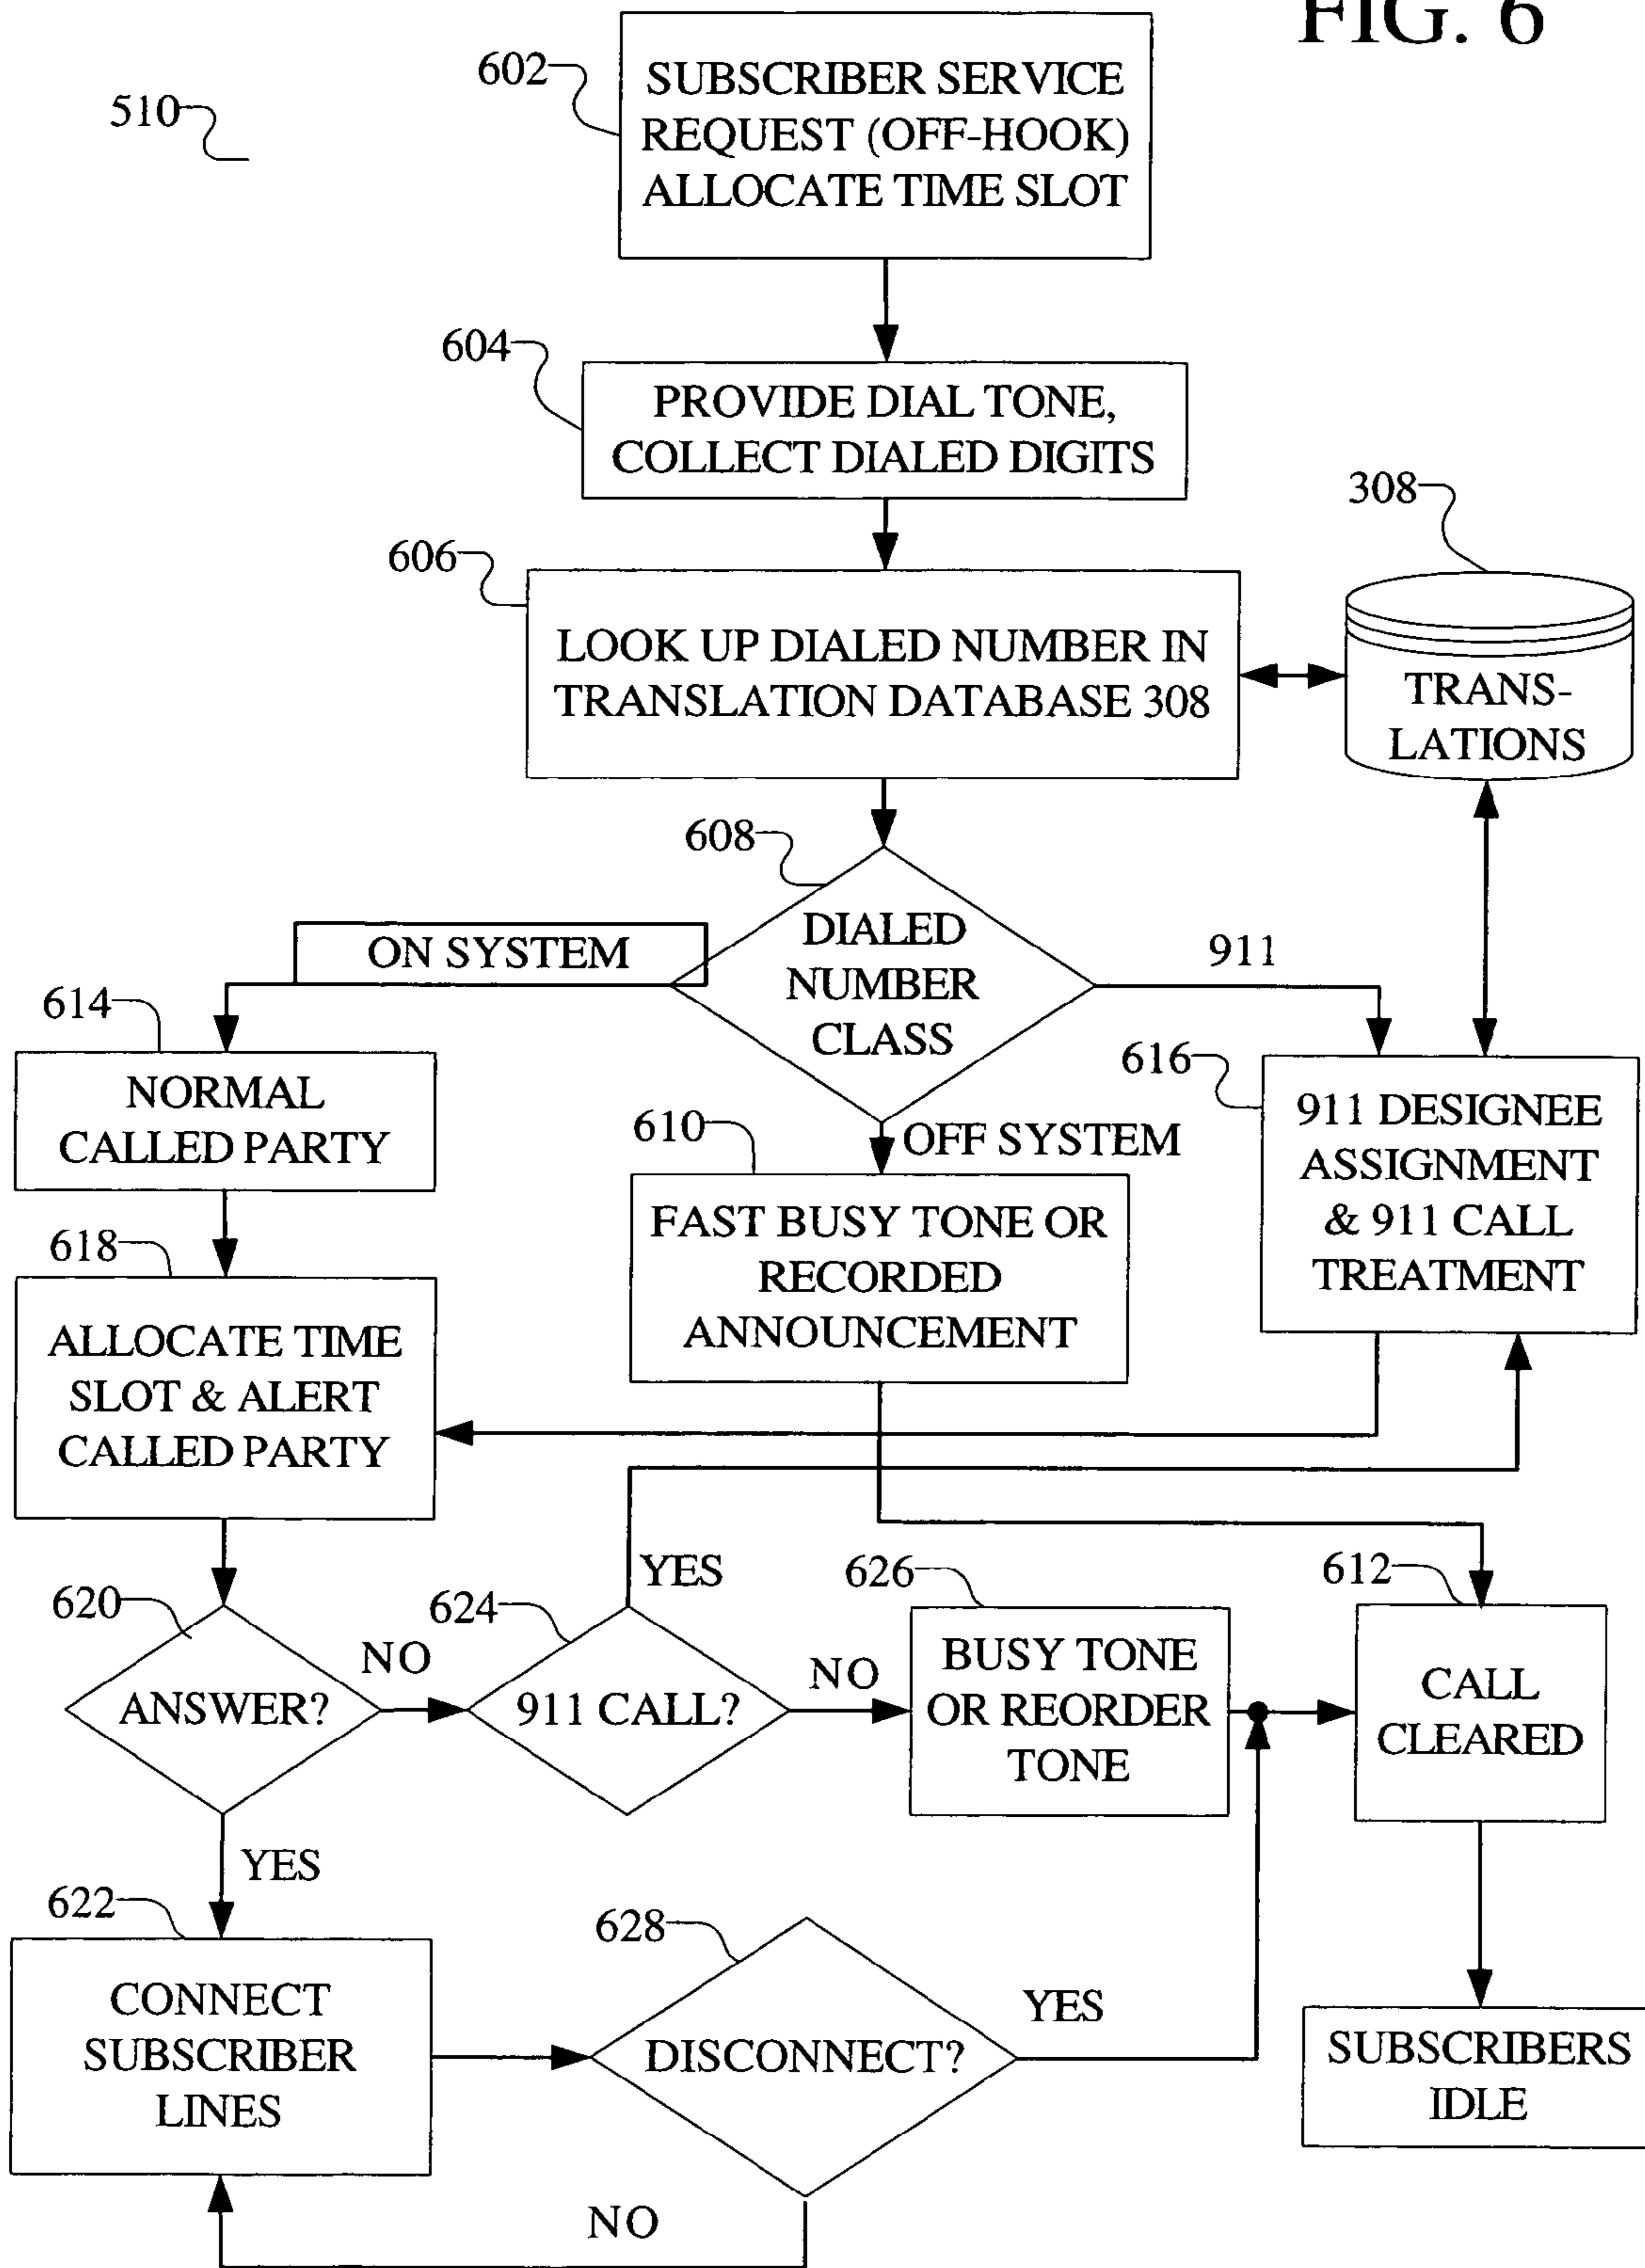 FIG. 6
510
602
SUBSCRIBER SERVICE
REQUEST (OFF-HOOK)
ALLOCATE TIME SLOT
604
PROVIDE DIAL TONE,
COLLECT DIALED DIGITS
606
LOOK UP DIALED NUMBER IN
TRANSLATION DATABASE 308
308
TRANS-
LATIONS
608
DIALED
NUMBER
CLASS
ON SYSTEM
911
OFF SYSTEM
614
NORMAL
CALLED PARTY
610
FAST BUSY TONE OR
RECORDED
ANNOUNCEMENT
616
911 DESIGNEE
ASSIGNMENT
& 911 CALL
TREATMENT
618
ALLOCATE TIME
SLOT & ALERT
CALLED PARTY
620
ANSWER?
NO
YES
624
911 CALL?
YES
NO
626
BUSY TONE
OR REORDER
TONE
612
CALL
CLEARED
622
CONNECT
SUBSCRIBER
LINES
628
DISCONNECT?
YES
NO
SUBSCRIBERS
IDLE